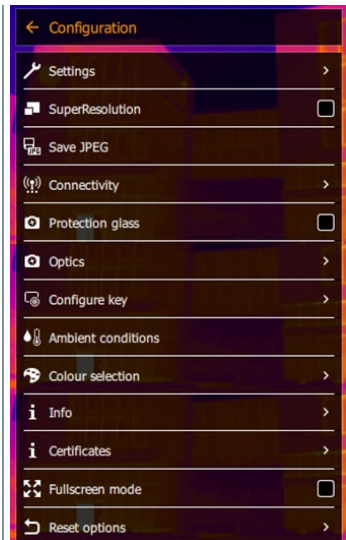 Configuration
Settings
SuperResolution
JPG
Save JPEG
Connectivity
Protection glass
Optics
Configure key
Ambient conditions
Colour selection
i Info
i Certificates
Fullscreen mode
Reset options